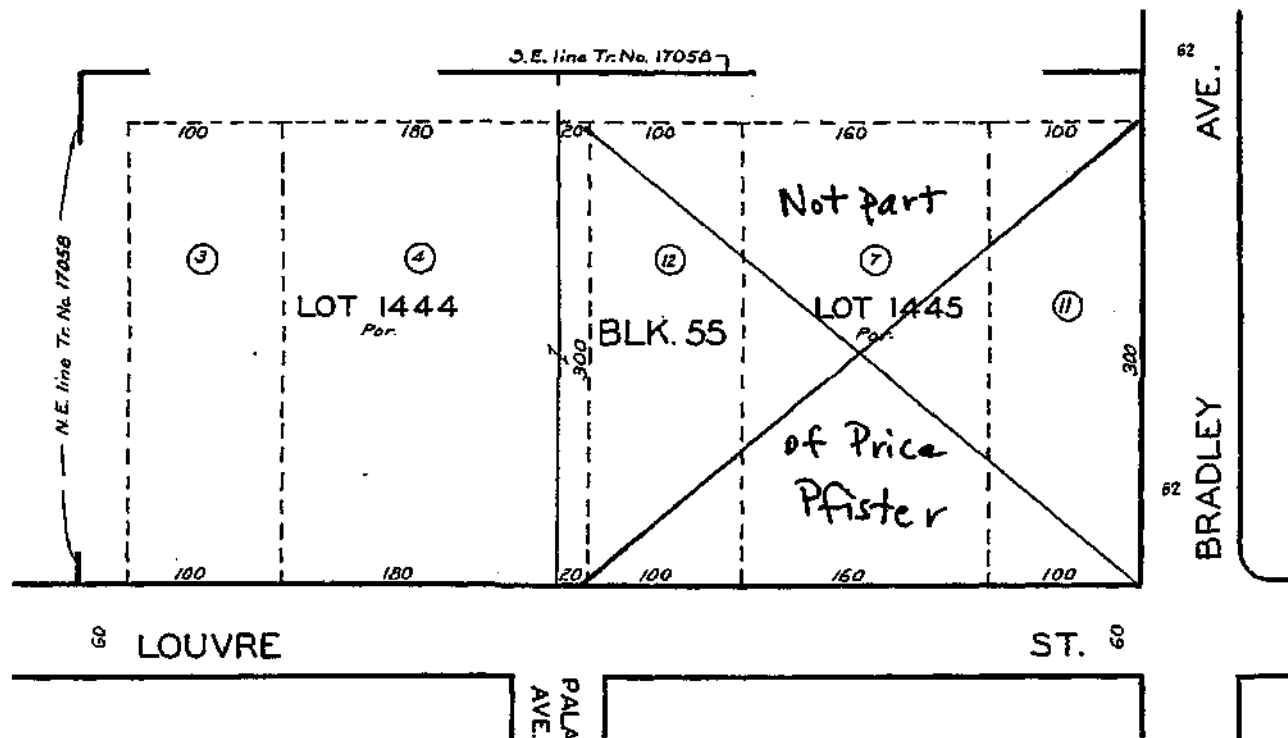 S.E. line Tr. No. 17058
62
AVE.
100 180 20 100 160 100
N.E. line Tr. No. 17058
Not part
3 4 12 7 11
LOT 1444
Por.
BLK. 55
LOT 1445
Por.
300
300
of Price
Pfister
62
BRADLEY
100 180 20 100 160 100
60 LOUVRE ST. 60
PALA
AVE.